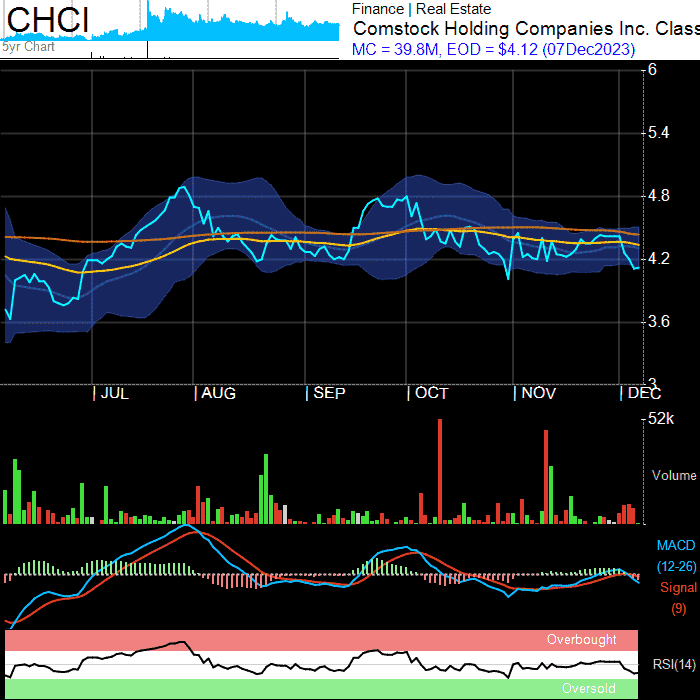 CHCI
5yr Chart
Finance | Real Estate
Comstock Holding Companies Inc. Class
MC = 39.8M, EOD = $4.12 (07Dec2023)
6
5.4
4.8
4.2
3.6
3
JUL AUG SEP OCT NOV DEC
52k
Volume
MACD
(12-26)
Signal
(9)
Overbought
RSI(14)
Oversold